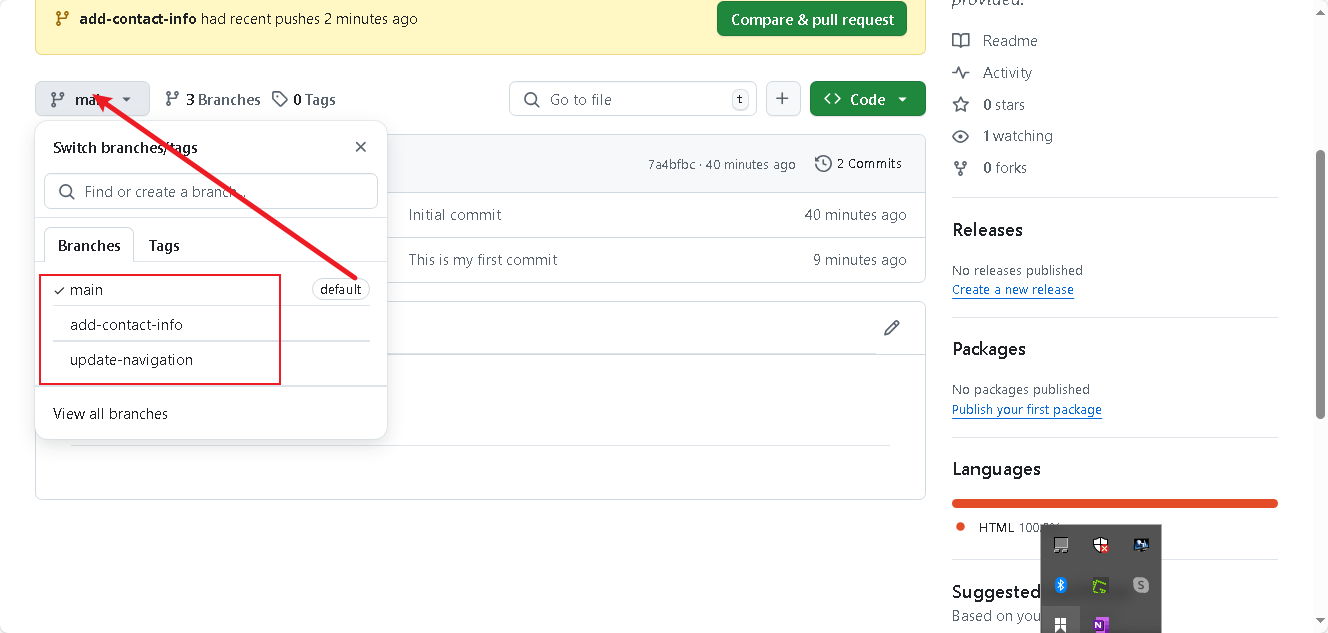 provided.
add-contact-info had recent pushes 2 minutes ago
Compare & pull request
Readme
Activity
0 stars
1 watching
0 forks
3 Branches
0 Tags
Go to file
t
Code
Switch branches/tags
Find or create a branch...
Branches
Tags
main
default
add-contact-info
update-navigation
View all branches
7a4bfbc · 40 minutes ago
2 Commits
Initial commit
40 minutes ago
This is my first commit
9 minutes ago
Releases
No releases published
Create a new release
Packages
No packages published
Publish your first package
Languages
HTML
Suggested
Based on you